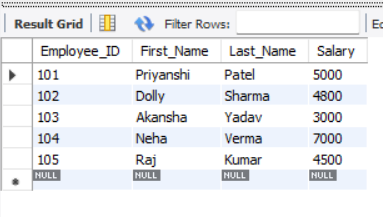 Result Grid Filter Rows: Ed
Employee_ID First_Name Last_Name Salary
101 Priyanshi Patel 5000
102 Dolly Sharma 4800
103 Akansha Yadav 3000
104 Neha Verma 7000
105 Raj Kumar 4500
NULL NULL NULL NULL